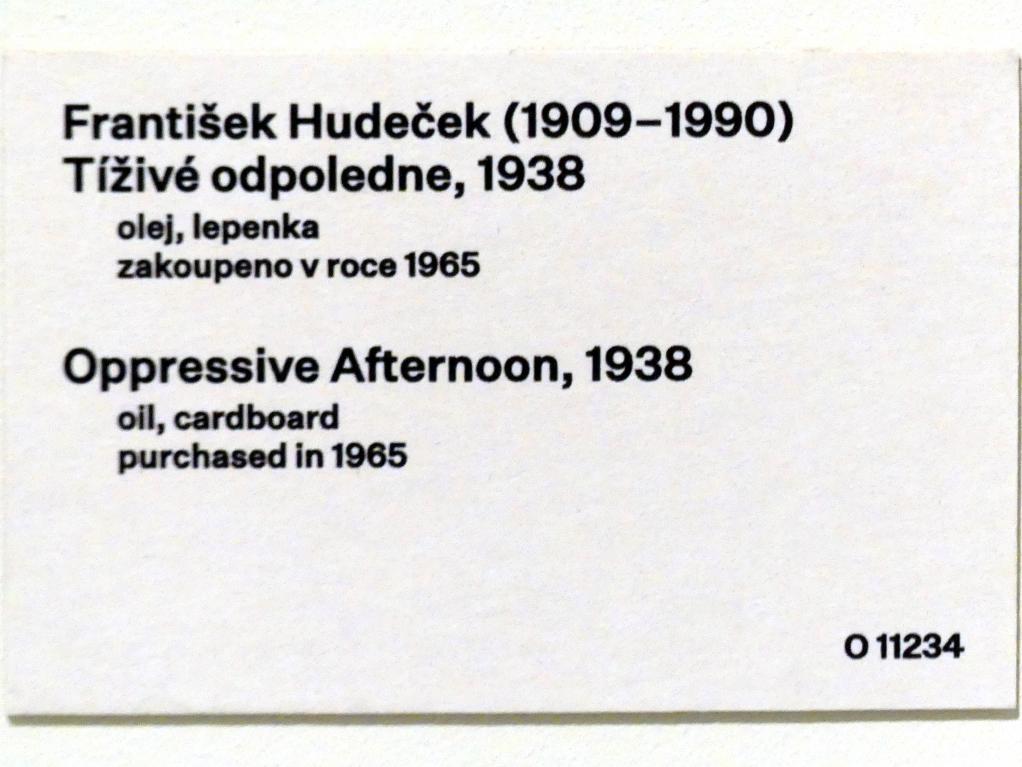 František Hudeček (1909–1990)
Tíživé odpoledne, 1938
olej, lepenka
zakoupeno v roce 1965
Oppressive Afternoon, 1938
oil, cardboard
purchased in 1965
O 11234